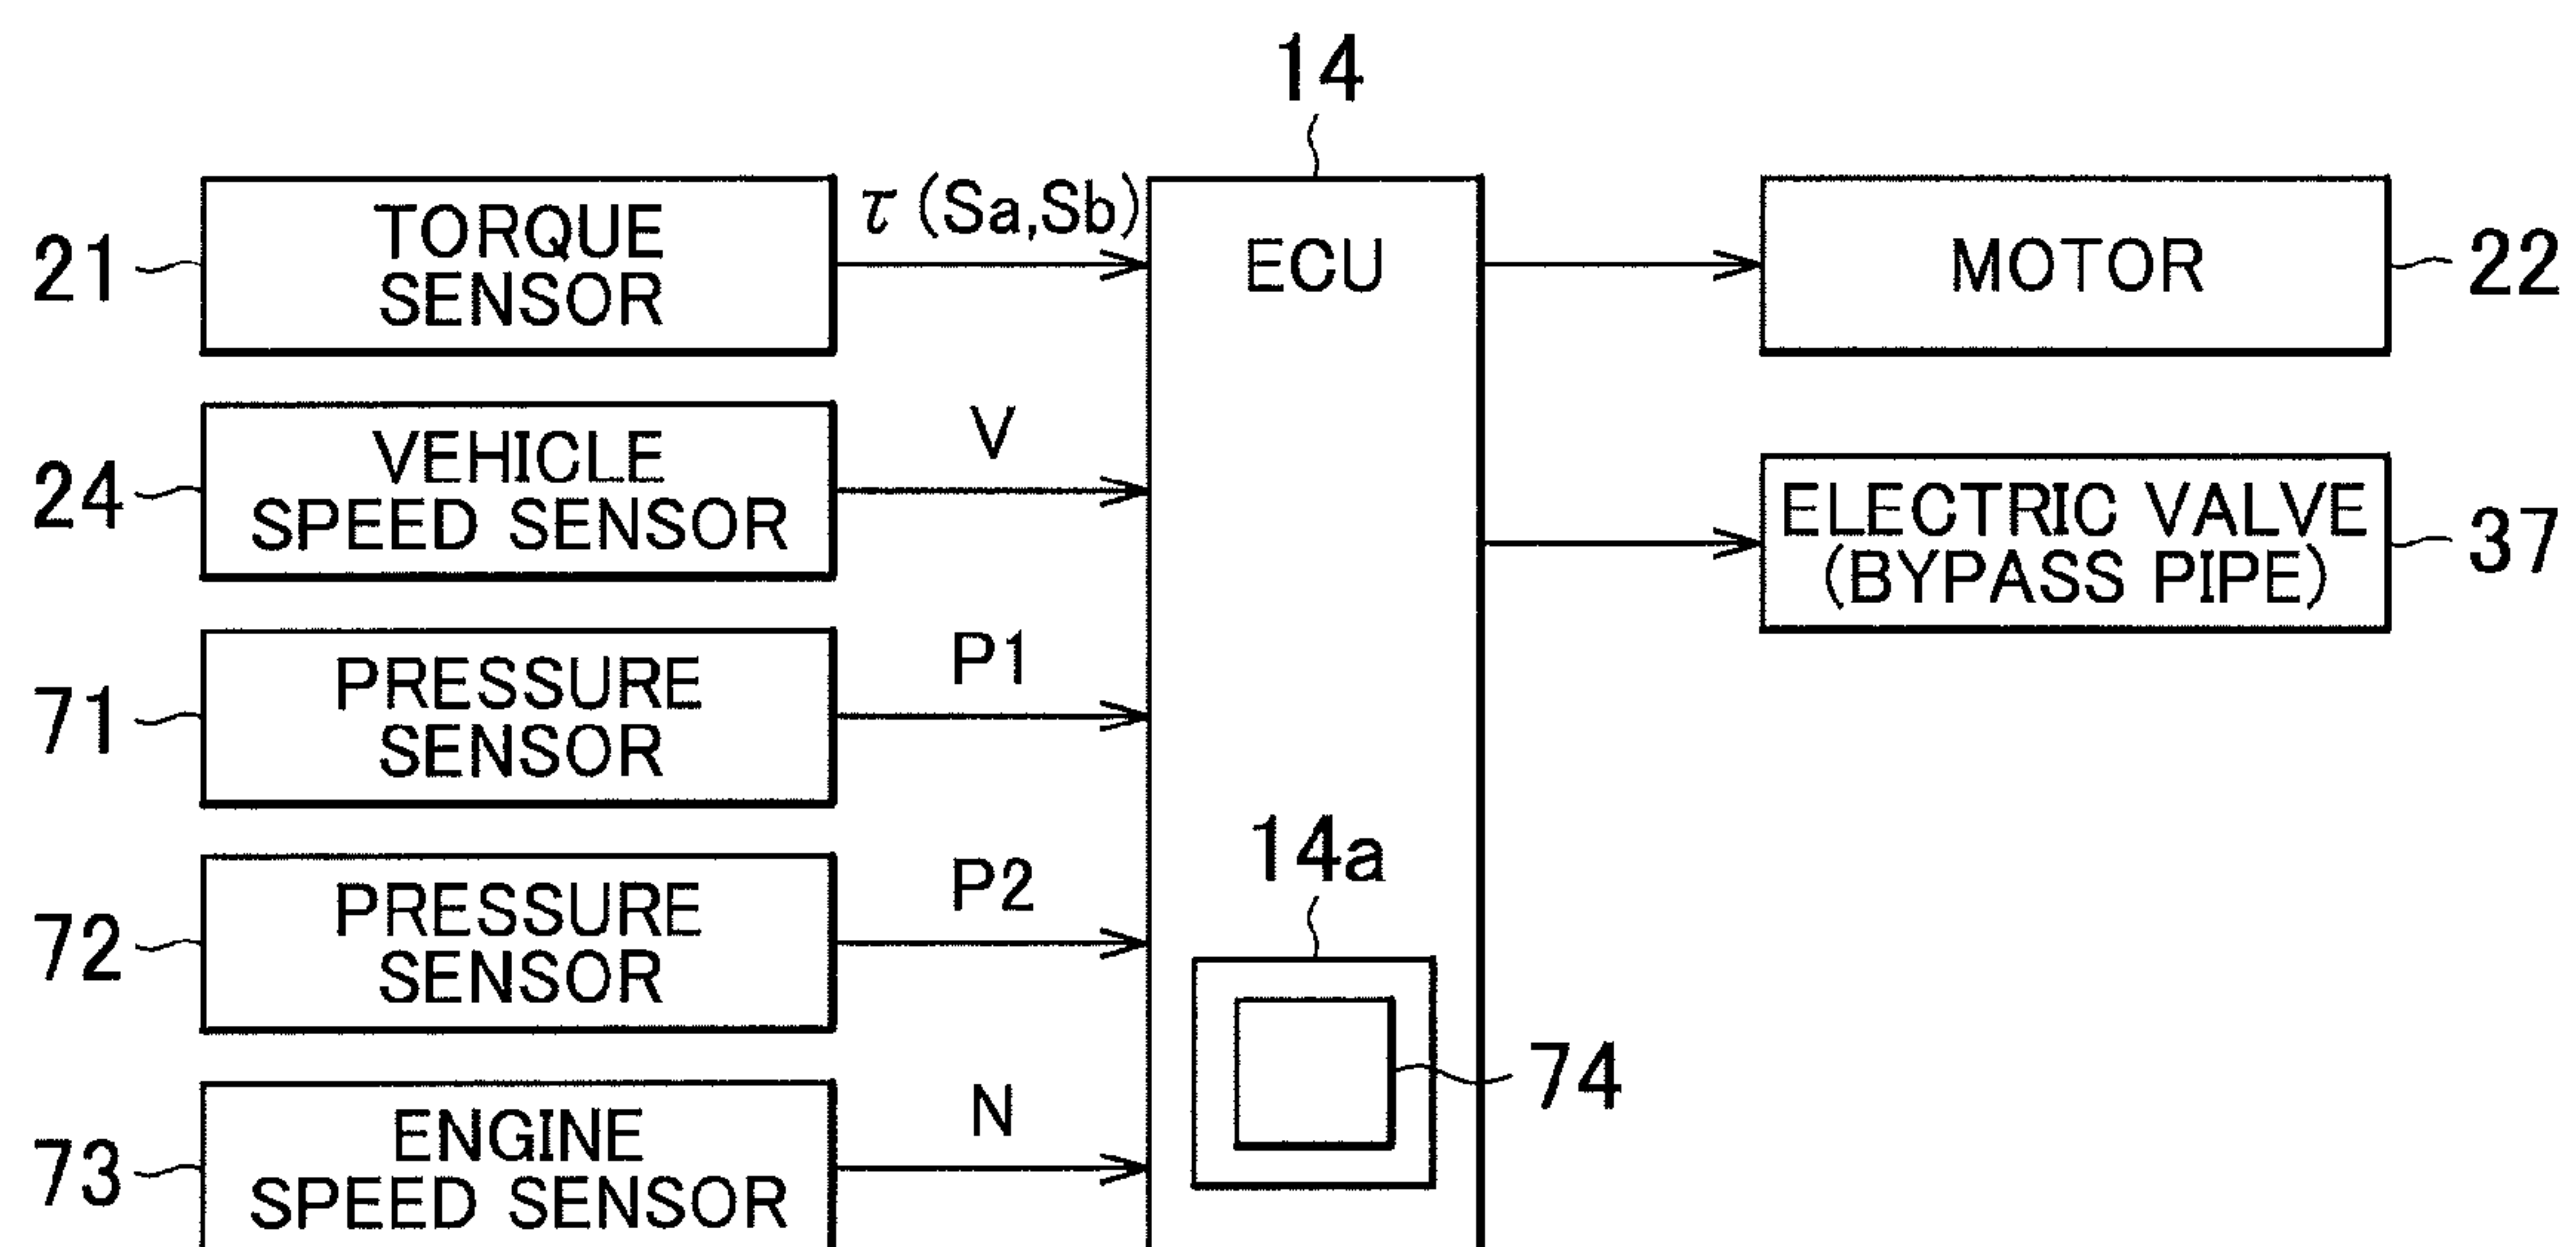 14
21
TORQUE
SENSOR
τ (Sa,Sb)
ECU
MOTOR
22
24
VEHICLE
SPEED SENSOR
V
ELECTRIC VALVE
(BYPASS PIPE)
37
71
PRESSURE
SENSOR
P1
72
PRESSURE
SENSOR
P2
14a
74
73
ENGINE
SPEED SENSOR
N